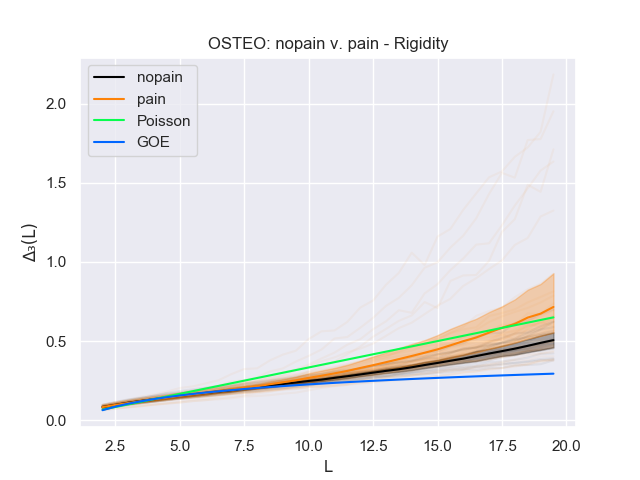 OSTEO: nopain v. pain - Rigidity
nopain
pain
Poisson
GOE
Δ₃(L)
2.0
1.5
1.0
0.5
0.0
2.5 5.0 7.5 10.0 12.5 15.0 17.5 20.0
L